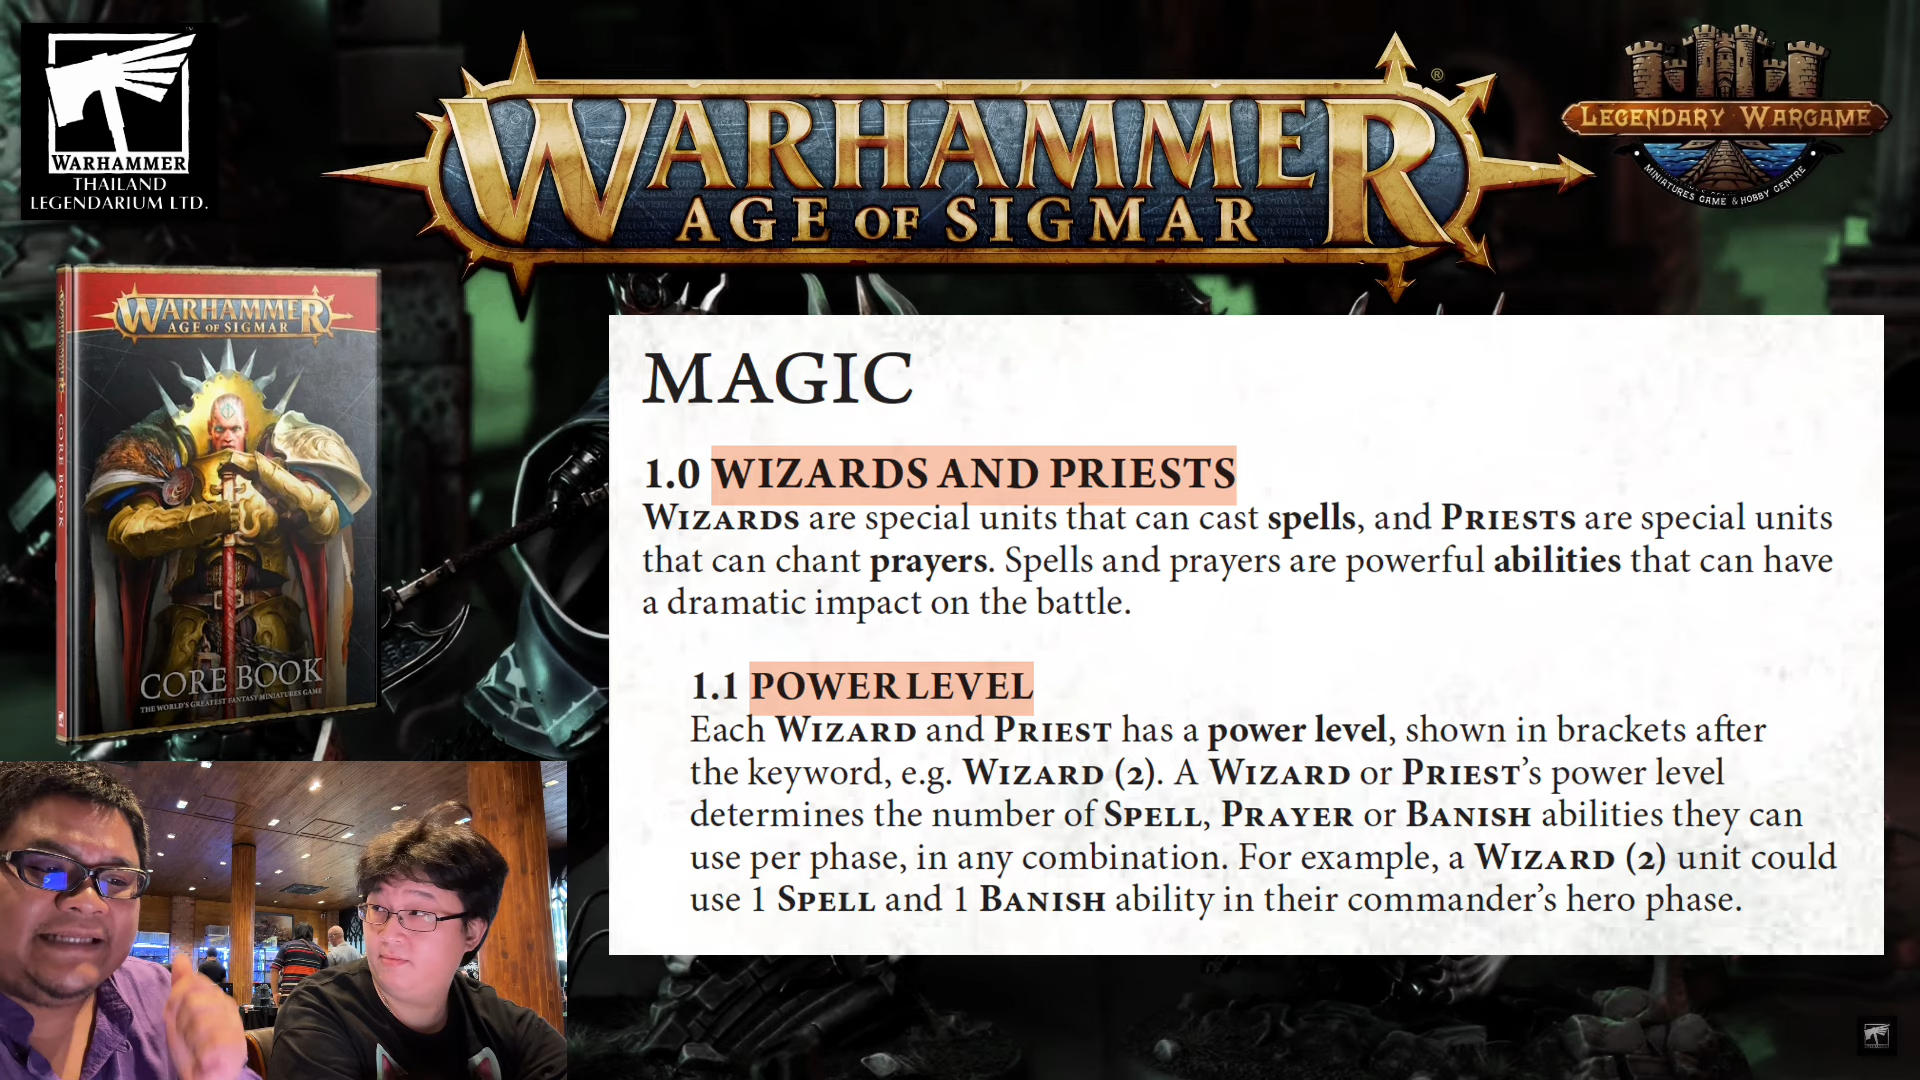 WARHAMMER
THAILAND
LEGENDARIUM LTD.
WARHAMMER
®
AGE OF SIGMAR
LEGENDARY WARGAME
MINIATURES GAME & HOBBY CENTRE
WARHAMMER
AGE OF SIGMAR
WARHAMMER CORE BOOK
CORE BOOK
THE WORLD'S GREATEST FANTASY MINIATURES GAME
MAGIC
1.0 WIZARDS AND PRIESTS
WIZARDS are special units that can cast spells, and PRIESTS are special units
that can chant prayers. Spells and prayers are powerful abilities that can have
a dramatic impact on the battle.
1.1 POWER LEVEL
Each WIZARD and PRIEST has a power level, shown in brackets after
the keyword, e.g. WIZARD (2). A WIZARD or PRIEST’s power level
determines the number of SPELL, PRAYER or BANISH abilities they can
use per phase, in any combination. For example, a WIZARD (2) unit could
use 1 SPELL and 1 BANISH ability in their commander’s hero phase.